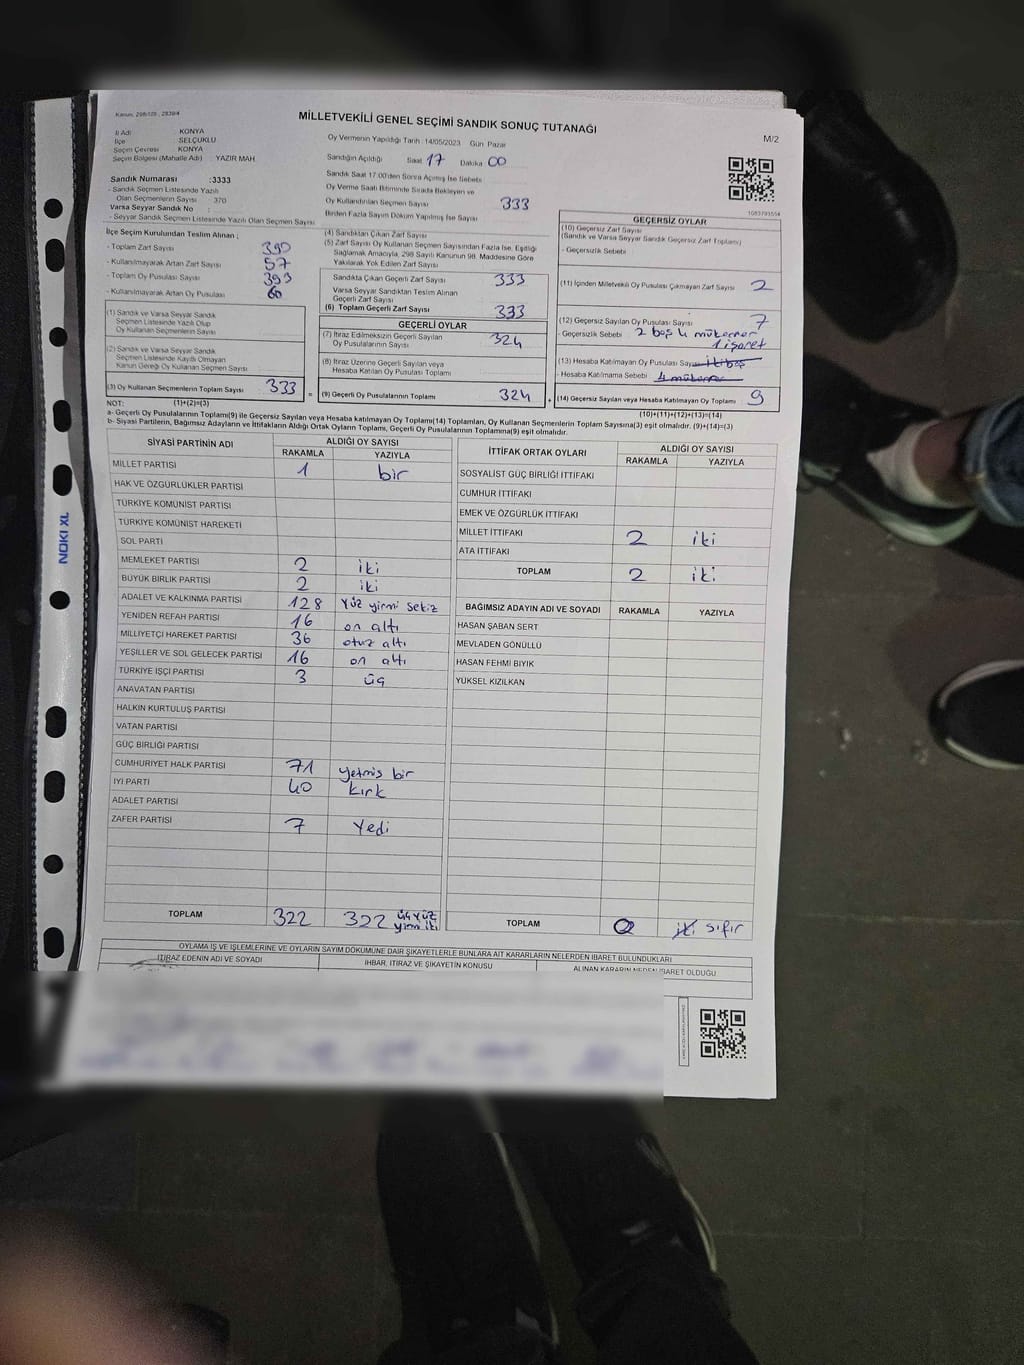 Kanun: 298/105 , 2839/4
MİLLETVEKİLİ GENEL SEÇİMİ SANDIK SONUÇ TUTANAĞI
M/2
İl Adı : KONYA
İlçe : SELÇUKLU
Seçim Çevresi : KONYA
Seçim Bölgesi (Mahalle Adı) : YAZIR MAH
Sandık Numarası :3333
- Sandık Seçmen Listesinde Yazılı
Olan Seçmenlerin Sayısı : 370
Varsa Seyyar Sandık No :
- Seyyar Sandık Seçmen Listesinde Yazılı Olan Seçmen Sayısı :
Oy Vermenin Yapıldığı Tarih :14/05/2023 Gün :Pazar
Sandığın Açıldığı Saat 17 Dakika 00
Sandık Saat 17.00'den Sonra Açılmış İse Sebebi
Oy Verme Saati Bitiminde Sırada Bekleyen ve
Oy Kullandırılan Seçmen Sayısı 333
Birden Fazla Sayım Döküm Yapılmış İse Sayısı
İlçe Seçim Kurulundan Teslim Alınan ;
- Toplam Zarf Sayısı 390
- Kullanılmayarak Artan Zarf Sayısı 57
- Toplam Oy Pusulası Sayısı 393
- Kullanılmayarak Artan Oy Pusulası 60
(1) Sandık ve Varsa Seyyar Sandık
Seçmen Listesinde Yazılı Olup
Oy Kullanan Seçmenlerin Sayısı
(2) Sandık ve Varsa Seyyar Sandık
Seçmen Listesinde Kayıtlı Olmayan
Kanun Gereği Oy Kullanan Seçmen Sayısı
(3) Oy Kullanan Seçmenlerin Toplam Sayısı 333
(4) Sandıktan Çıkan Zarf Sayısı
(5) Zarf Sayısı Oy Kullanan Seçmen Sayısından Fazla İse, Eşitliği
Sağlamak Amacıyla, 298 Sayılı Kanunun 98. Maddesine Göre
Yakılarak Yok Edilen Zarf Sayısı
Sandıkta Çıkan Geçerli Zarf Sayısı 333
Varsa Seyyar Sandıktan Teslim Alınan
Geçerli Zarf Sayısı
(6) Toplam Geçerli Zarf Sayısı 333
GEÇERLİ OYLAR
(7) İtiraz Edilmeksizin Geçerli Sayılan
Oy Pusulalarının Sayısı 324
(8) İtiraz Üzerine Geçerli Sayılan veya
Hesaba Katılan Oy Pusulası Toplamı
= (9) Geçerli Oy Pusulalarının Toplamı 324 +
GEÇERSİZ OYLAR
(10) Geçersiz Zarf Sayısı
(Sandık ve Varsa Seyyar Sandık Geçersiz Zarf Toplamı)
- Geçersizlik Sebebi
(11) İçinden Milletvekili Oy Pusulası Çıkmayan Zarf Sayısı 2
(12) Geçersiz Sayılan Oy Pusulası Sayısı 7
- Geçersizlik Sebebi 2 boş 4 mükerrer
1 işaret
(13) Hesaba Katılmayan Oy Pusulası Sayısı
- Hesaba Katılmama Sebebi 4 mükerrer
(14) Geçersiz Sayılan veya Hesaba Katılmayan Oy Toplamı 9
NOT: (1)+(2)=(3)
(10)+(11)+(12)+(13)=(14)
a- Geçerli Oy Pusulalarının Toplamı(9) ile Geçersiz Sayılan veya Hesaba Katılmayan Oy Toplamı(14) Toplamları, Oy Kullanan Seçmenlerin Toplam Sayısına(3) eşit olmalıdır. (9)+(14)=(3)
b- Siyasi Partilerin, Bağımsız Adayların ve İttifakların Aldığı Ortak Oyların Toplamı, Geçerli Oy Pusulalarının Toplamına(9) eşit olmalıdır.
SİYASİ PARTİNİN ADI ALDIĞI OY SAYISI
RAKAMLA YAZIYLA
MİLLET PARTİSİ 1 bir
HAK VE ÖZGÜRLÜKLER PARTİSİ
TÜRKİYE KOMÜNİST PARTİSİ
TÜRKİYE KOMÜNİST HAREKETİ
SOL PARTİ
MEMLEKET PARTİSİ 2 iki
BÜYÜK BİRLİK PARTİSİ 2 iki
ADALET VE KALKINMA PARTİSİ 128 yüz yirmi sekiz
YENİDEN REFAH PARTİSİ 16 on altı
MİLLİYETÇİ HAREKET PARTİSİ 36 otuz altı
YEŞİLLER VE SOL GELECEK PARTİSİ 16 on altı
TÜRKİYE İŞÇİ PARTİSİ 3 üç
ANAVATAN PARTİSİ
HALKIN KURTULUŞ PARTİSİ
VATAN PARTİSİ
GÜÇ BİRLİĞİ PARTİSİ
CUMHURİYET HALK PARTİSİ 71 yetmiş bir
İYİ PARTİ 40 kırk
ADALET PARTİSİ
ZAFER PARTİSİ 7 yedi
TOPLAM 322 322 üçyüz yirmi iki
İTTİFAK ORTAK OYLARI ALDIĞI OY SAYISI
RAKAMLA YAZIYLA
SOSYALİST GÜÇ BİRLİĞİ İTTİFAKI
CUMHUR İTTİFAKI
EMEK VE ÖZGÜRLÜK İTTİFAKI
MİLLET İTTİFAKI 2 iki
ATA İTTİFAKI
TOPLAM 2 iki
BAĞIMSIZ ADAYIN ADI VE SOYADI RAKAMLA YAZIYLA
HASAN ŞABAN SERT
MEVLADEN GÖNÜLLÜ
HASAN FEHMİ BIYIK
YÜKSEL KIZILKAN
TOPLAM 0 iki sıfır
OYLAMA İŞ VE İŞLEMLERİNE VE OYLARIN SAYIM DÖKÜMÜNE DAİR ŞİKAYETLERLE BUNLARA AİT KARARLARIN NELERDEN İBARET BULUNDUKLARI
İTİRAZ EDENİN ADI VE SOYADI İHBAR, İTİRAZ VE ŞİKAYETİN KONUSU ALINAN KARARIN NEDEN İBARET OLDUĞU
NOKI XL